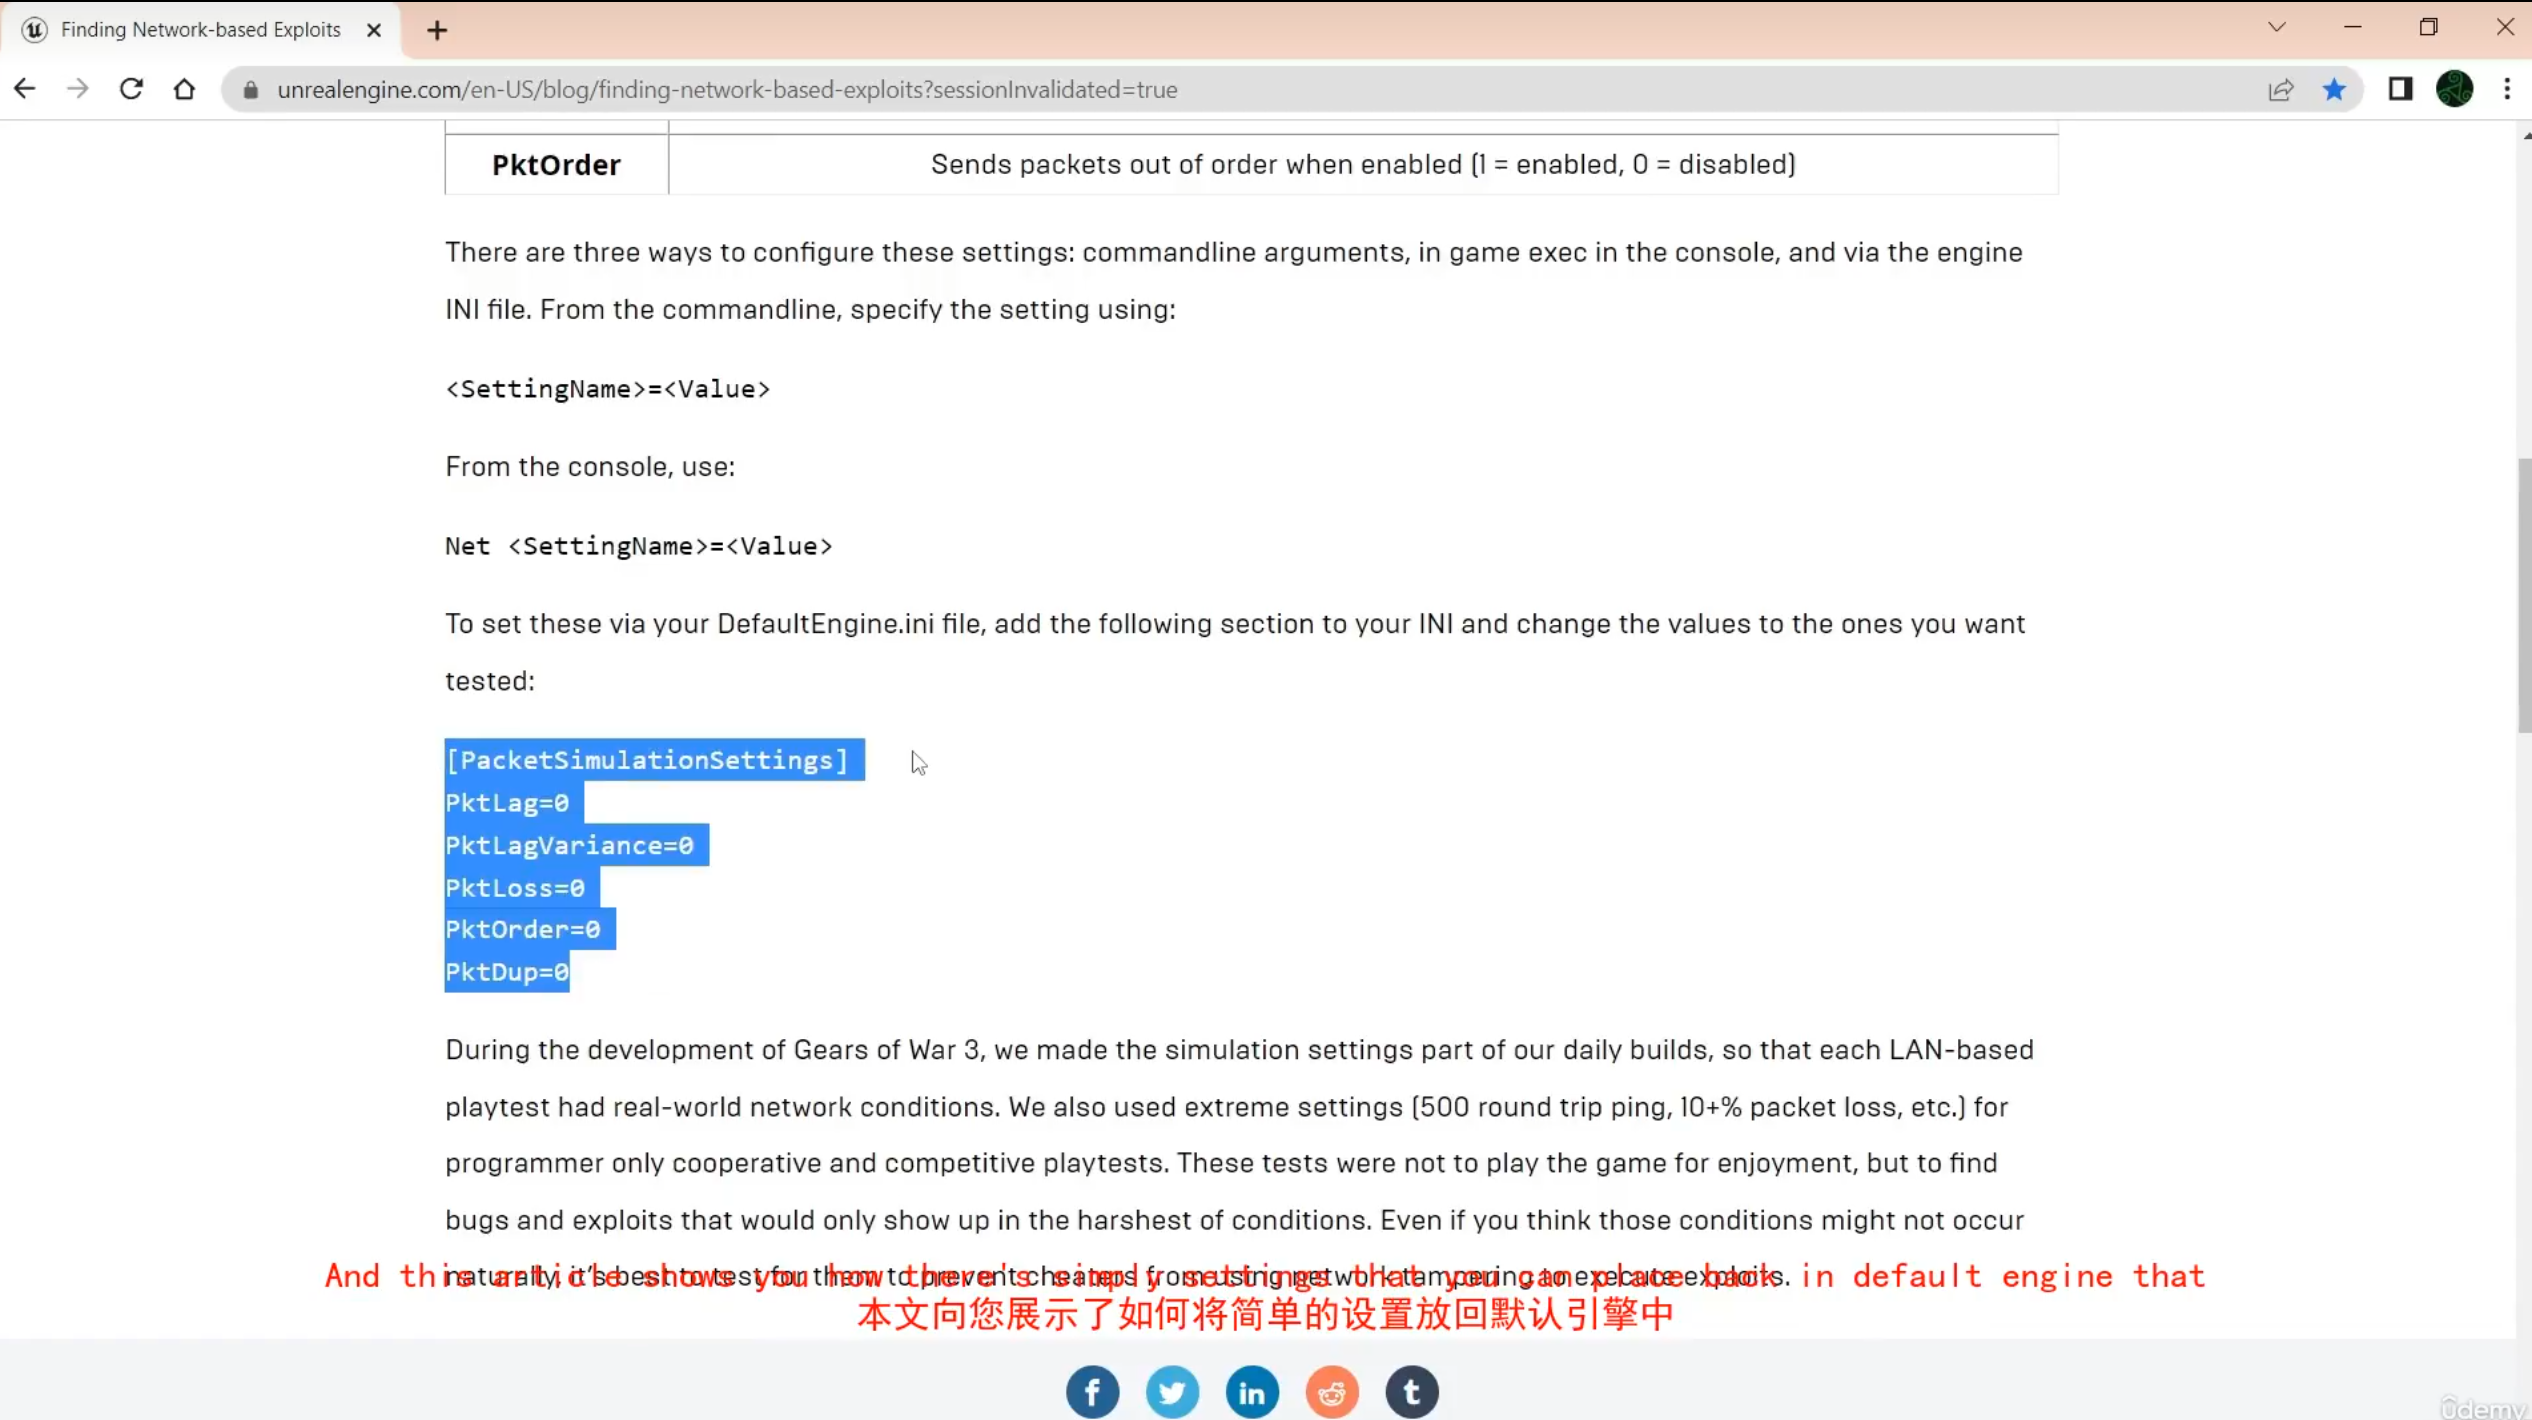 Finding Network-based Exploits
unrealengine.com/en-US/blog/finding-network-based-exploits?sessionInvalidated=true
PktOrder Sends packets out of order when enabled (1 = enabled, 0 = disabled)
There are three ways to configure these settings: commandline arguments, in game exec in the console, and via the engine
INI file. From the commandline, specify the setting using:
<SettingName>=<Value>
From the console, use:
Net <SettingName>=<Value>
To set these via your DefaultEngine.ini file, add the following section to your INI and change the values to the ones you want
tested:
[PacketSimulationSettings]
PktLag=0
PktLagVariance=0
PktLoss=0
PktOrder=0
PktDup=0
During the development of Gears of War 3, we made the simulation settings part of our daily builds, so that each LAN-based
playtest had real-world network conditions. We also used extreme settings (500 round trip ping, 10+% packet loss, etc.) for
programmer only cooperative and competitive playtests. These tests were not to play the game for enjoyment, but to find
bugs and exploits that would only show up in the harshest of conditions. Even if you think those conditions might not occur
naturally, it's best to test for them to prevent cheaters from using network tampering to execute exploits.
And this article shows you how there's simply settings that you can place back in default engine that
本文向您展示了如何将简单的设置放回默认引擎中
udemy